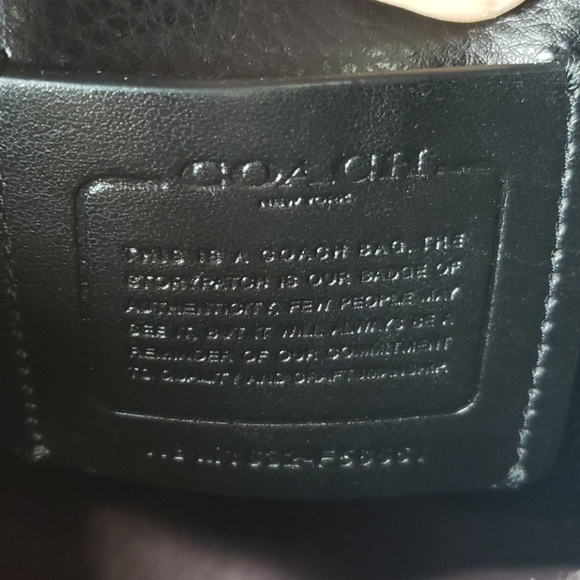 COACH
NEW YORK
THIS IS A COACH BAG. THE
STORYPATCH IS OUR BADGE OF
AUTHENTICITY. FEW PEOPLE MAY
SEE IT, BUT IT WILL ALWAYS BE A
REMINDER OF OUR COMMITMENT
TO QUALITY AND CRAFTSMANSHIP.